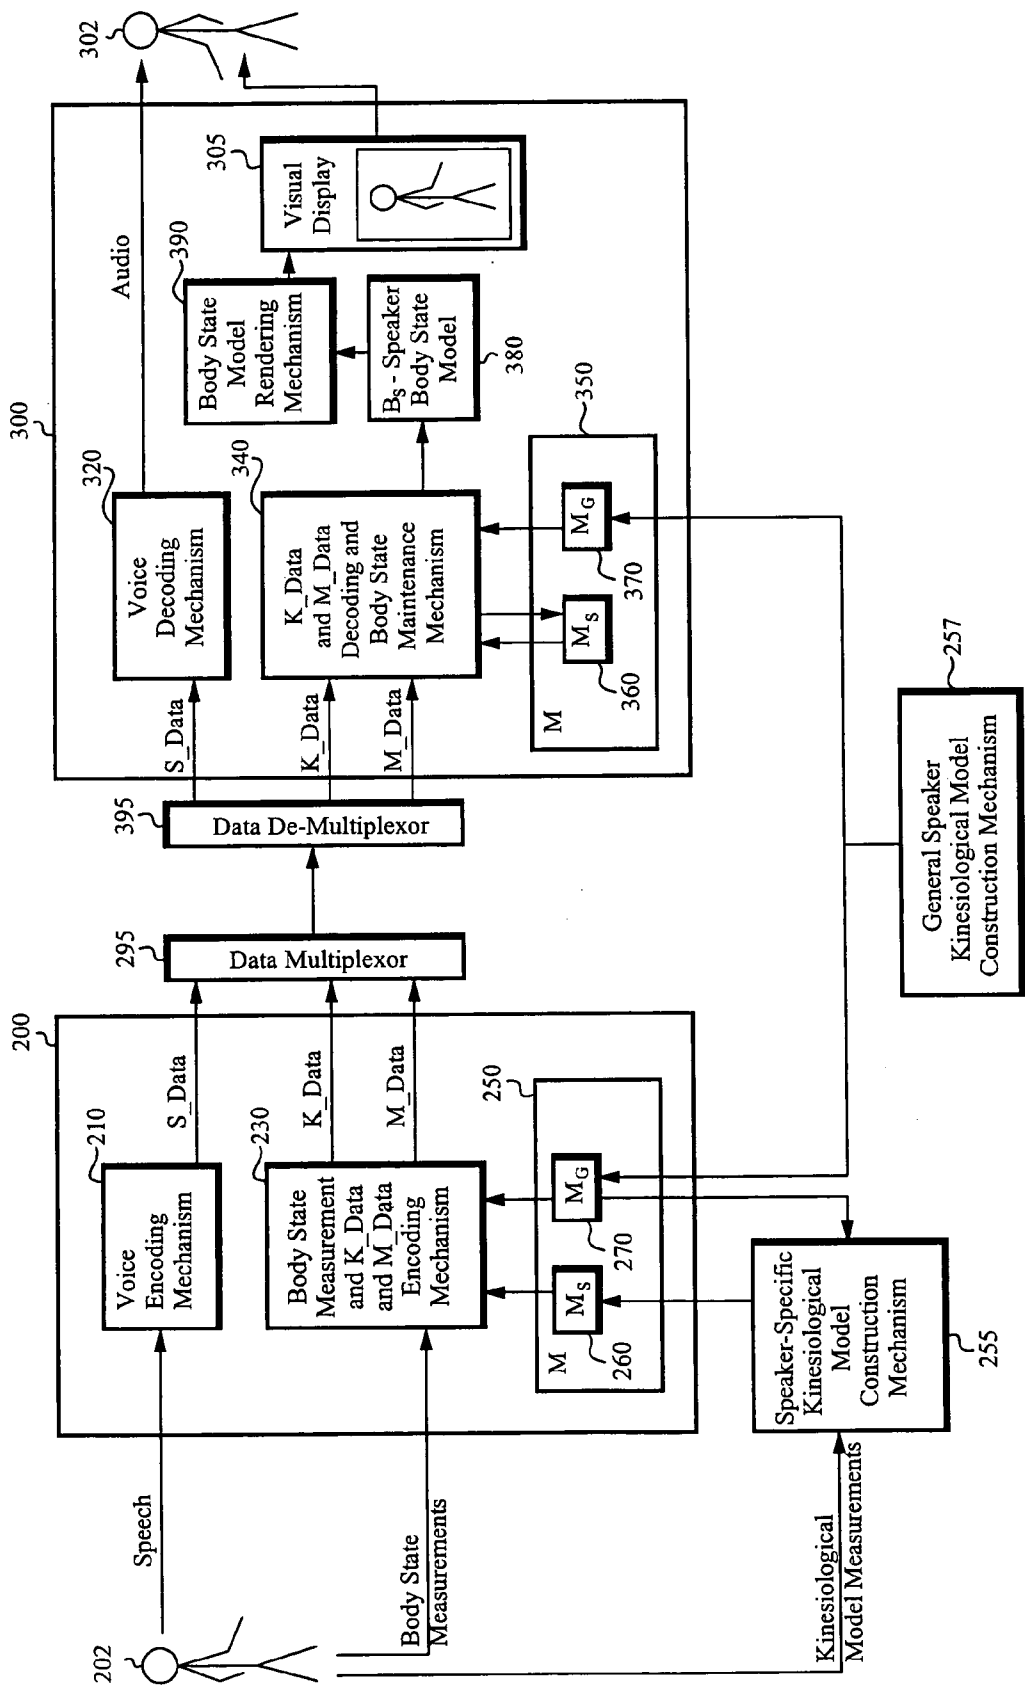 202
Speech
Body State
Measurements
Kinesiological
Model Measurements
200
210
Voice
Encoding
Mechanism
S_Data
230
Body State
Measurement
and K_Data
and M_Data
Encoding
Mechanism
K_Data
M_Data
250
M
M_S
260
M_G
270
Speaker-Specific
Kinesiological
Model
Construction
Mechanism
255
295
Data Multiplexor
395
Data De-Multiplexor
General Speaker
Kinesiological Model
Construction Mechanism
257
300
S_Data
K_Data
M_Data
320
Voice
Decoding
Mechanism
Audio
340
K_Data
and M_Data
Decoding and
Body State
Maintenance
Mechanism
350
M
M_S
360
M_G
370
B_S - Speaker
Body State
Model
380
390
Body State
Model
Rendering
Mechanism
305
Visual
Display
302